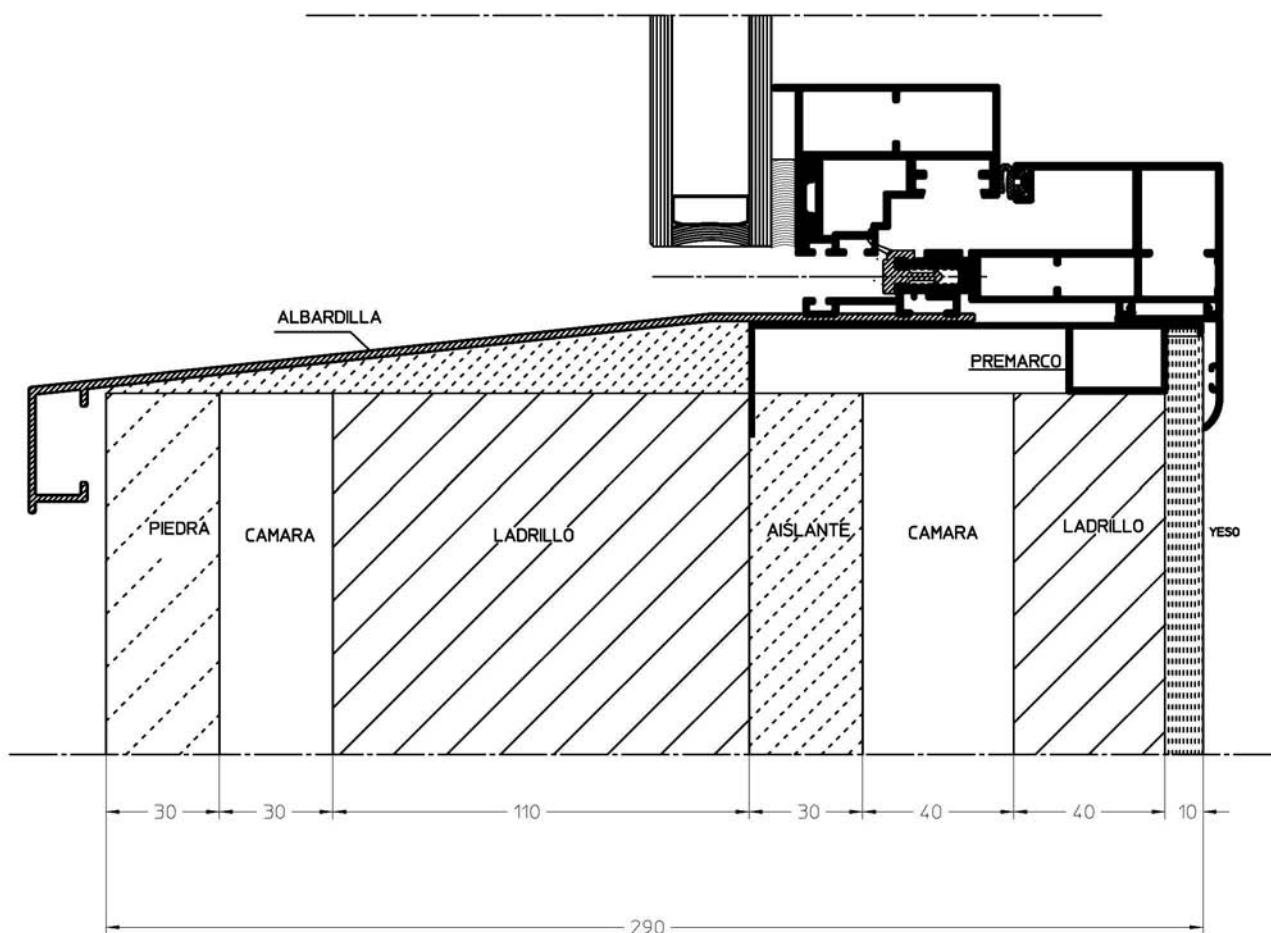 ALBARDILLA
PREMARCO
PIEDRA
CAMARA
LADRILLO
AISLANTE
CAMARA
LADRILLO
YESO
30
30
110
30
40
40
10
290